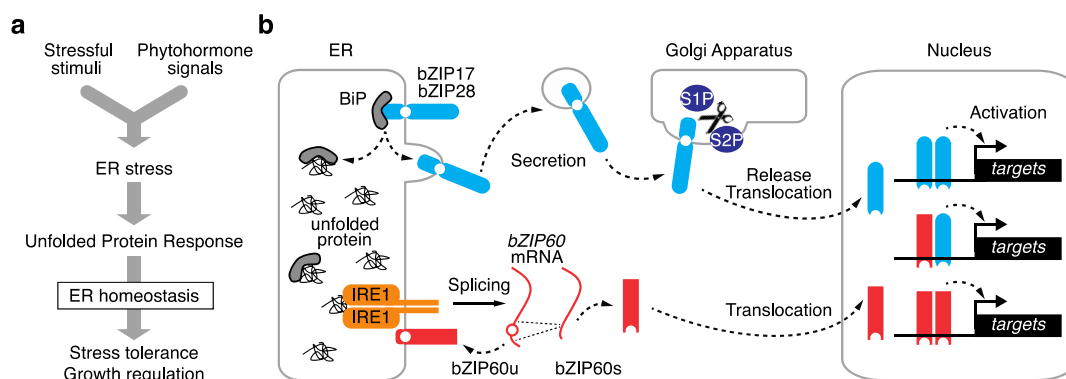 a
Stressful
stimuli
Phytohormone
signals
ER stress
Unfolded Protein Response
ER homeostasis
Stress tolerance
Growth regulation
b
ER
Golgi Apparatus
Nucleus
bZIP17
bZIP28
BiP
S1P
S2P
Activation
Secretion
Release
Translocation
targets
unfolded
protein
targets
bZIP60
mRNA
IRE1
IRE1
Splicing
Translocation
targets
bZIP60u
bZIP60s